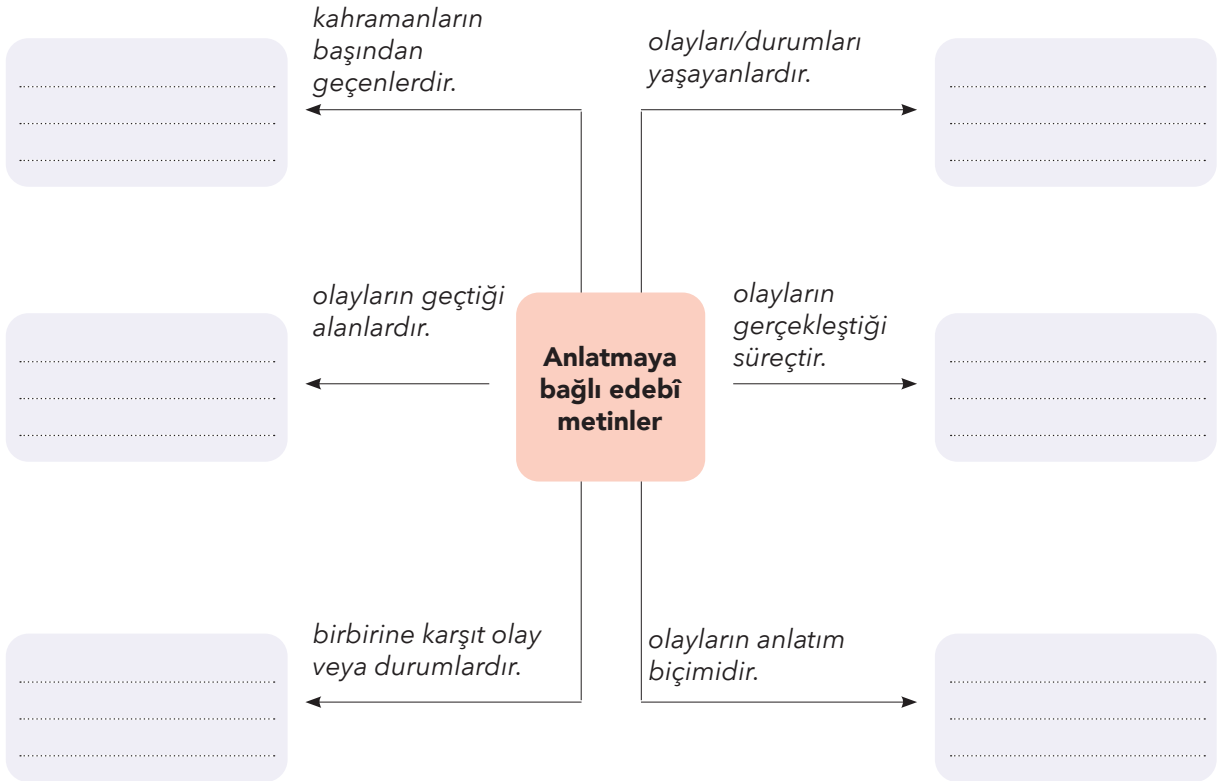 kahramanların
başından
geçenlerdir.
olayları/durumları
yaşayanlardır.
olayların geçtiği
alanlardır.
Anlatmaya
bağlı edebî
metinler
olayların
gerçekleştiği
süreçtir.
birbirine karşıt olay
veya durumlardır.
olayların anlatım
biçimidir.